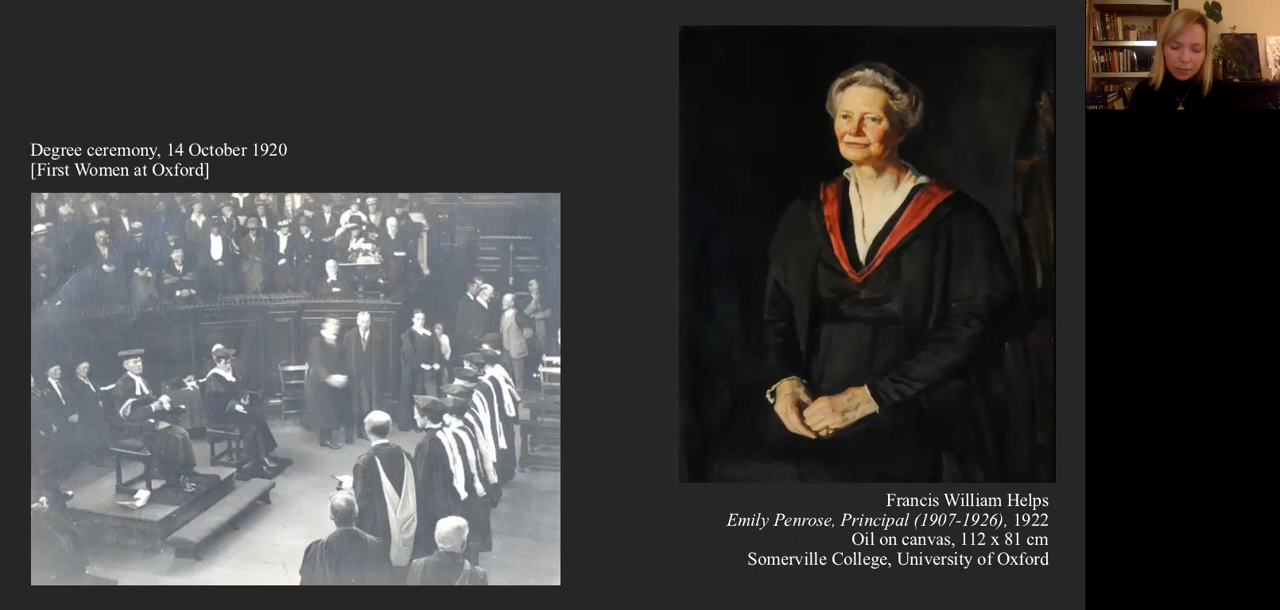 Degree ceremony, 14 October 1920
[First Women at Oxford]
Francis William Helps
Emily Penrose, Principal (1907-1926), 1922
Oil on canvas, 112 x 81 cm
Somerville College, University of Oxford